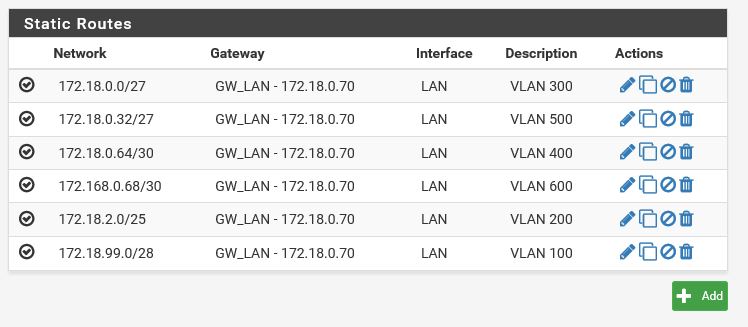 Static Routes
Network Gateway Interface Description Actions
172.18.0.0/27 GW_LAN - 172.18.0.70 LAN VLAN 300
172.18.0.32/27 GW_LAN - 172.18.0.70 LAN VLAN 500
172.18.0.64/30 GW_LAN - 172.18.0.70 LAN VLAN 400
172.168.0.68/30 GW_LAN - 172.18.0.70 LAN VLAN 600
172.18.2.0/25 GW_LAN - 172.18.0.70 LAN VLAN 200
172.18.99.0/28 GW_LAN - 172.18.0.70 LAN VLAN 100
Add